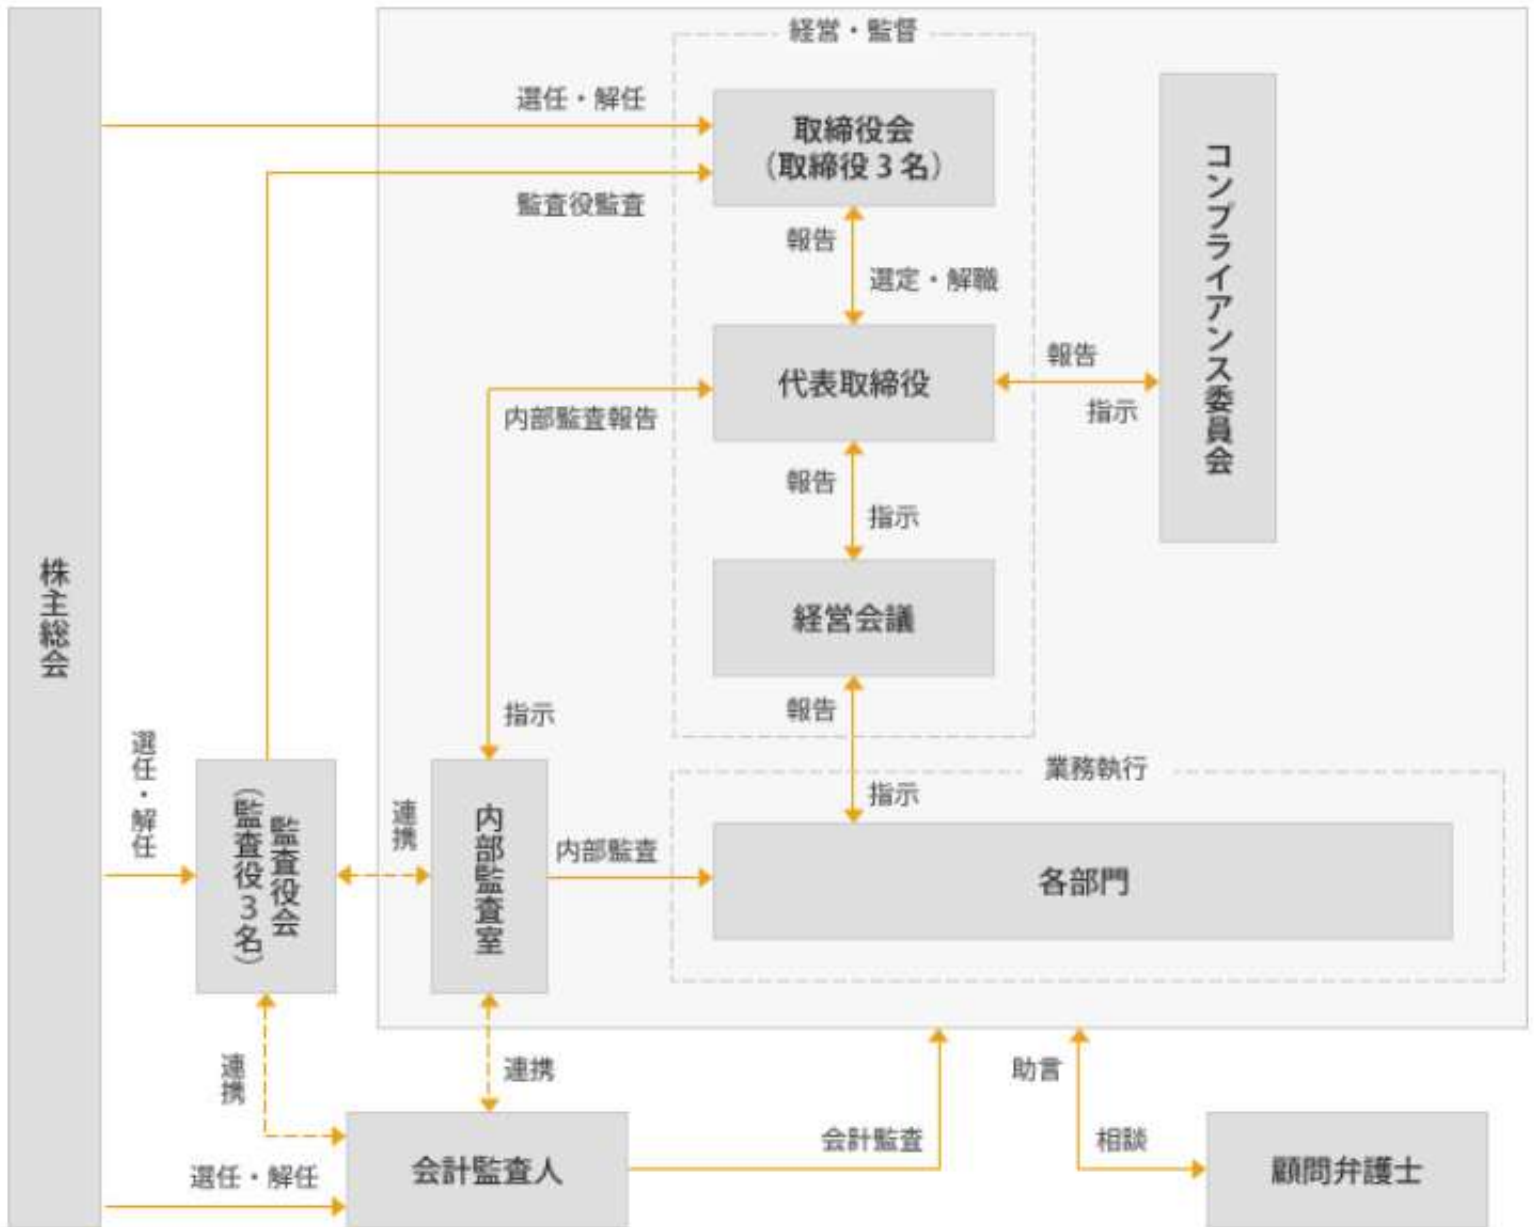 経営・監督
選任・解任
取締役会
（取締役３名）
監査役監査
報告
選定・解職
コンプライアンス委員会
代表取締役
報告
指示
内部監査報告
報告
指示
経営会議
株主総会
指示
報告
業務執行
指示
選任・解任
監査役会
（監査役３名）
連携
内部監査室
内部監査
各部門
連携
連携
助言
会計監査
相談
選任・解任
会計監査人
顧問弁護士